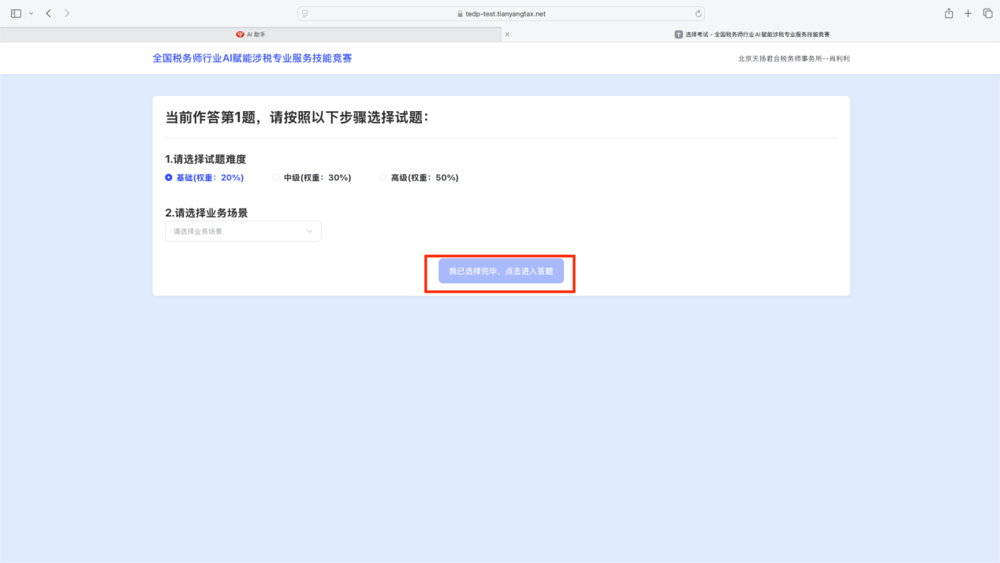 tedp-test.tianyangtax.net
AI 助手
选择考试 - 全国税务师行业AI赋能涉税专业服务技能竞赛
全国税务师行业AI赋能涉税专业服务技能竞赛
北京天扬君合税务师事务所--肖利利
当前作答第1题，请按照以下步骤选择试题：
1.请选择试题难度
基础(权重：20%)
中级(权重：30%)
高级(权重：50%)
2.请选择业务场景
请选择业务场景
我已选择完毕，点击进入答题